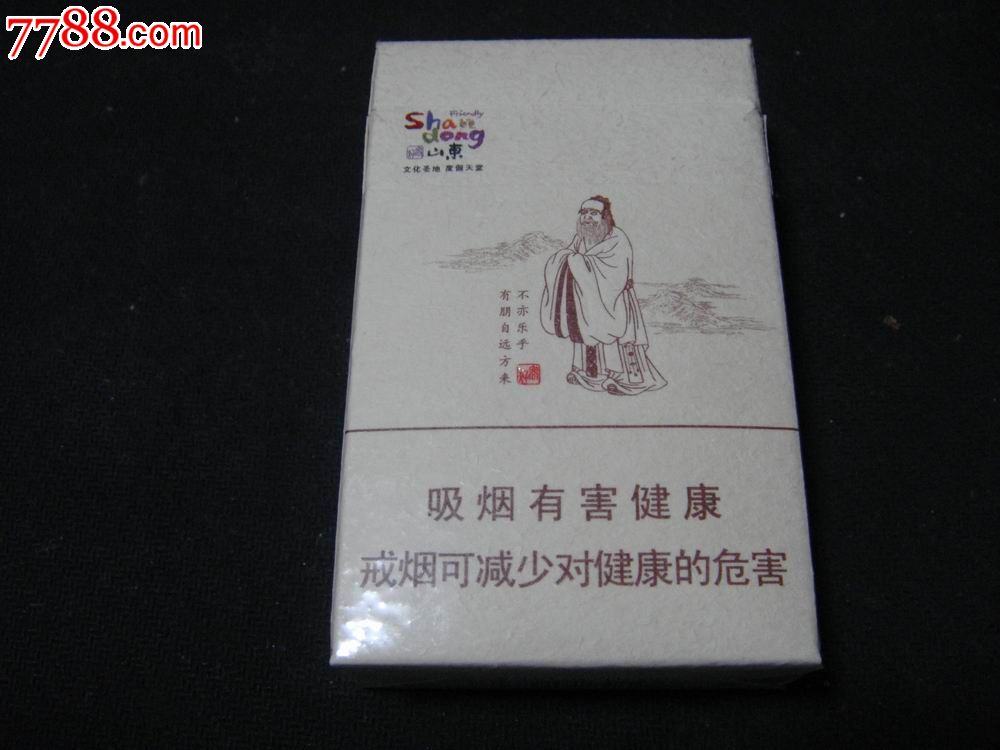 7788.com
Friendly
Shan
dong
山東
文化圣地 度假天堂
有朋自远方来
不亦乐乎
吸烟有害健康
戒烟可减少对健康的危害